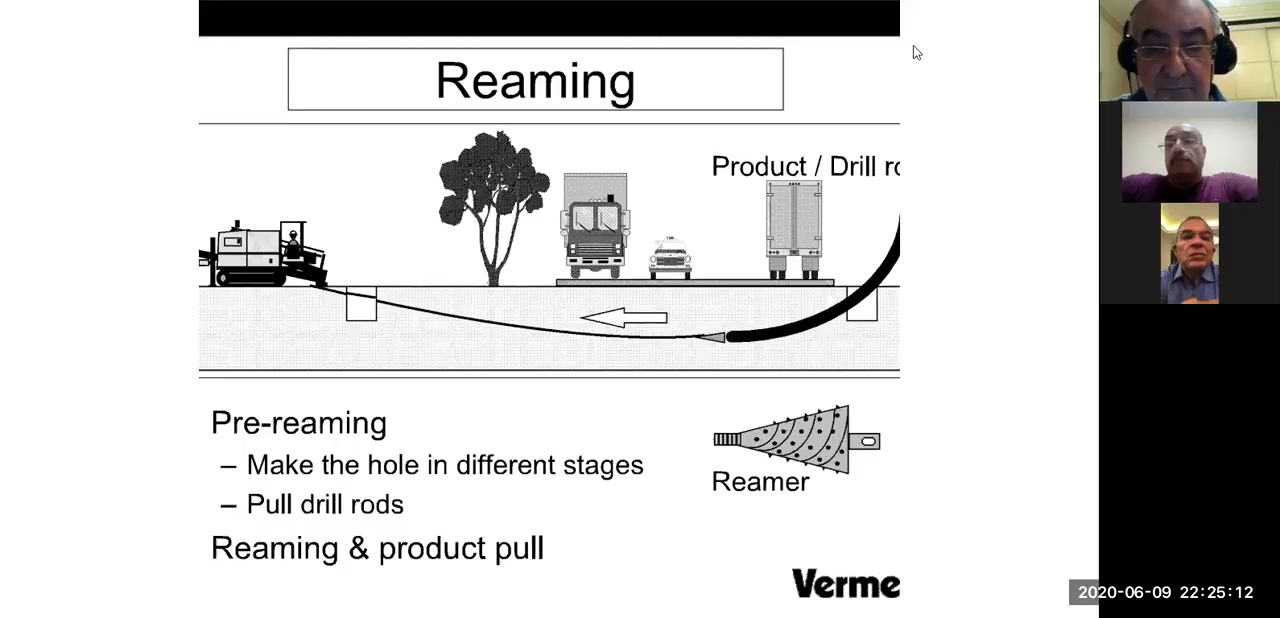 Reaming
Product / Drill ro
Pre-reaming
– Make the hole in different stages
– Pull drill rods
Reamer
Reaming & product pull
Verme
2020-06-09 22:25:12